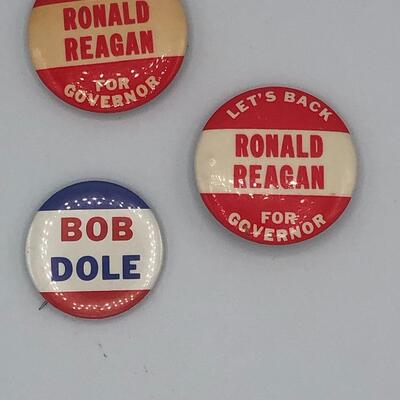 RONALD
REAGAN
FOR
GOVERNOR
LET'S BACK
RONALD
REAGAN
FOR
GOVERNOR
BOB
DOLE